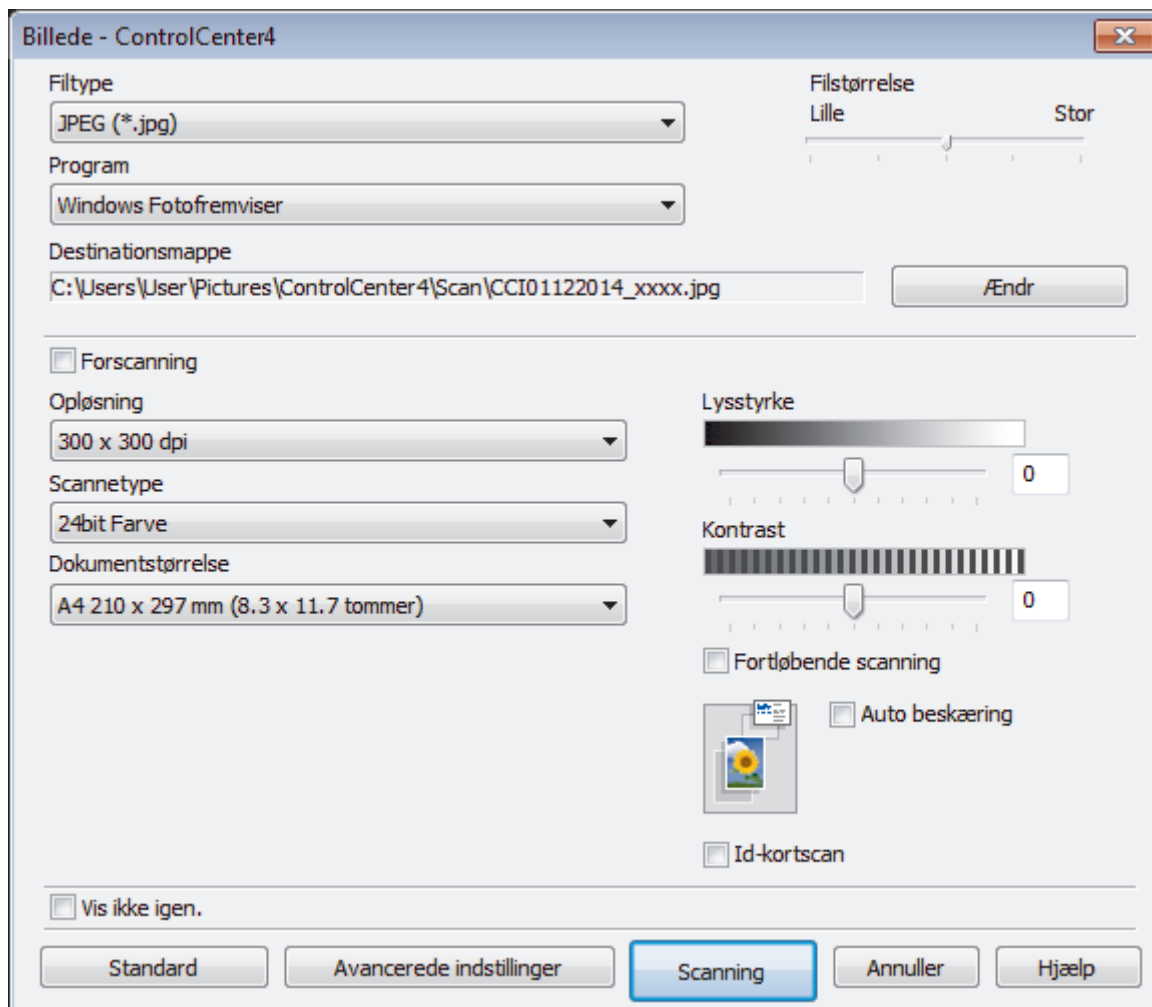 Billede - ControlCenter4
Filtype
JPEG (*.jpg)
Filstørrelse
Lille Stor
Program
Windows Fotofremviser
Destinationsmappe
C:\Users\User\Pictures\ControlCenter4\Scan\CCI01122014_xxxx.jpg
Ændr
Forscanning
Opløsning
300 x 300 dpi
Scannetype
24bit Farve
Dokumentstørrelse
A4 210 x 297 mm (8.3 x 11.7 tommer)
Lysstyrke
0
Kontrast
0
Fortløbende scanning
Auto beskæring
Id-kortscan
Vis ikke igen.
Standard Avancerede indstillinger Scanning Annuller Hjælp